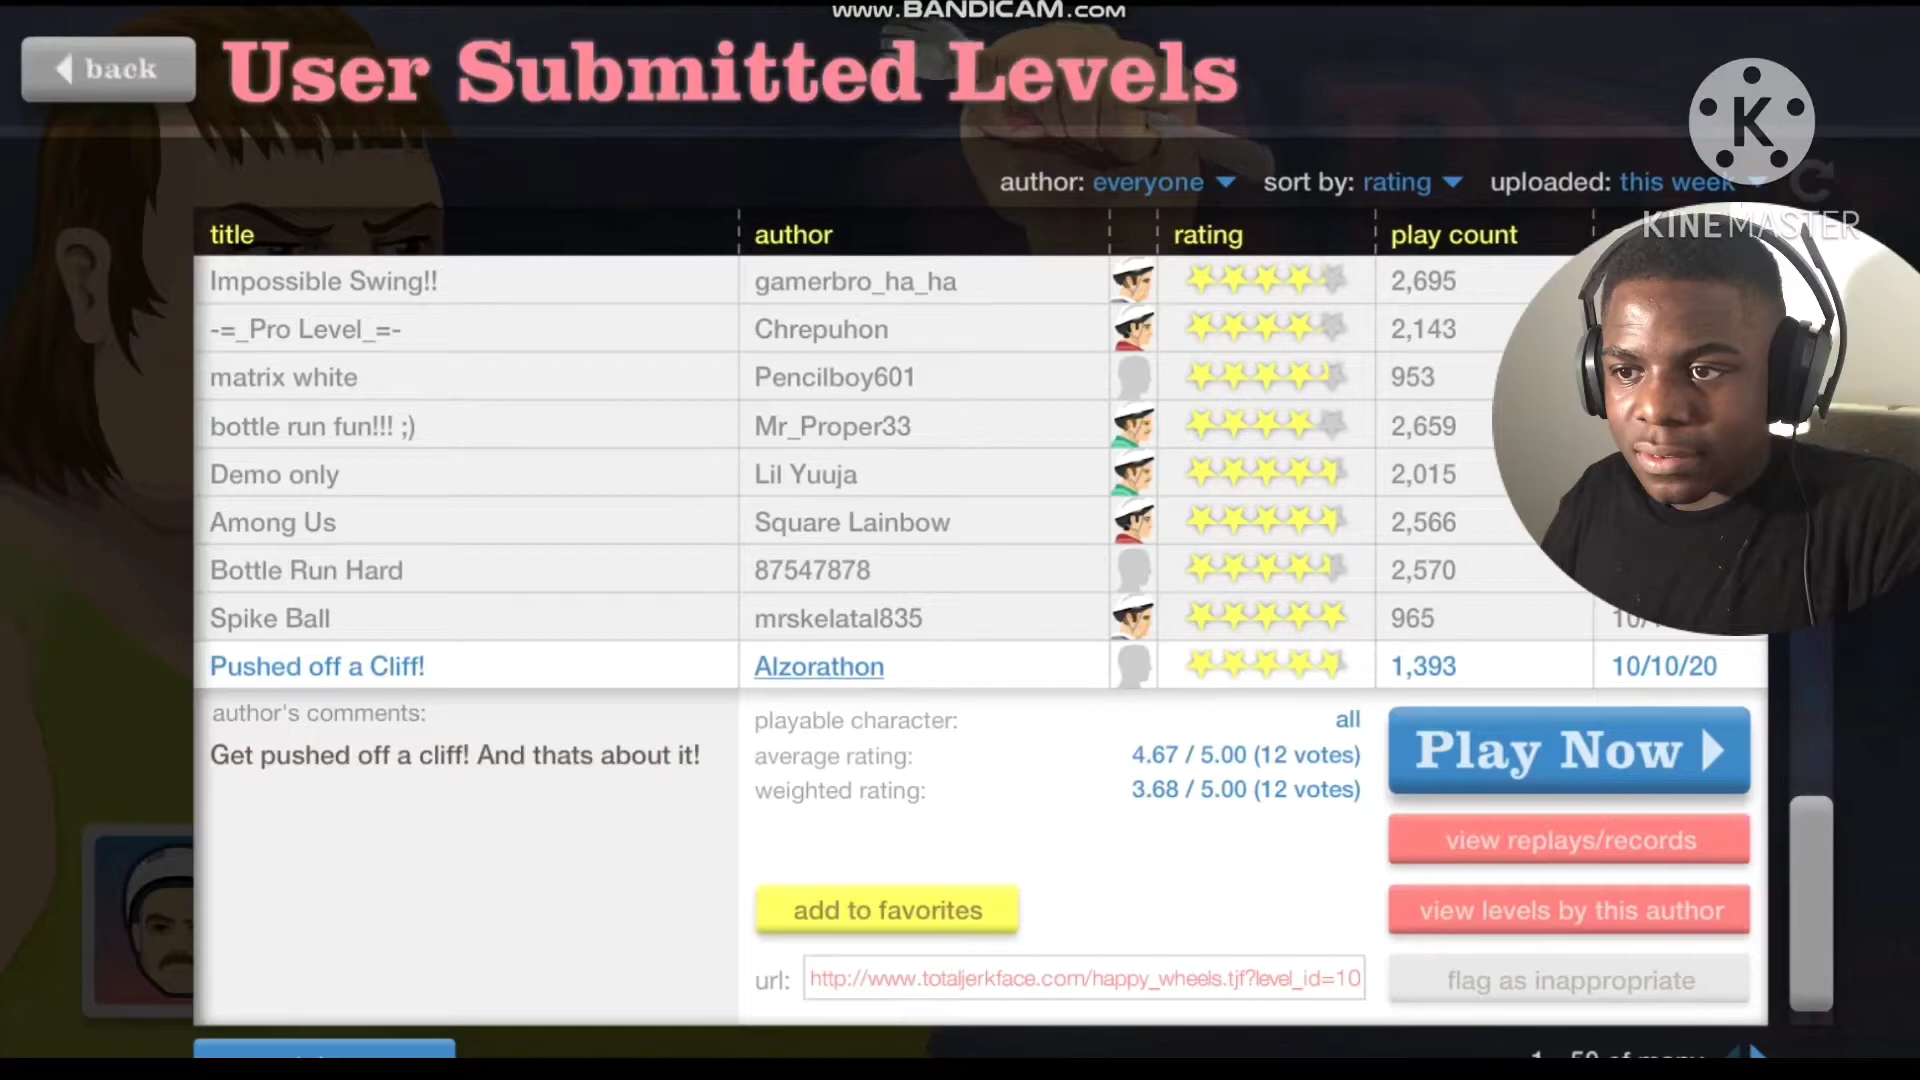 www.BANDICAM.com
back
User Submitted Levels
K
KINEMASTER
author: everyone sort by: rating uploaded: this week
title author rating play count
Impossible Swing!! gamerbro_ha_ha 2,695
-=_Pro Level_=- Chrepuhon 2,143
matrix white Pencilboy601 953
bottle run fun!!! ;) Mr_Proper33 2,659
Demo only Lil Yuuja 2,015
Among Us Square Lainbow 2,566
Bottle Run Hard 87547878 2,570
Spike Ball mrskelatal835 965
Pushed off a Cliff! Alzorathon 1,393 10/10/20
author's comments:
Get pushed off a cliff! And thats about it!
playable character: all
average rating: 4.67 / 5.00 (12 votes)
weighted rating: 3.68 / 5.00 (12 votes)
Play Now
view replays/records
add to favorites
view levels by this author
url: http://www.totaljerkface.com/happy_wheels.tjf?level_id=10
flag as inappropriate
1 - 50 of many